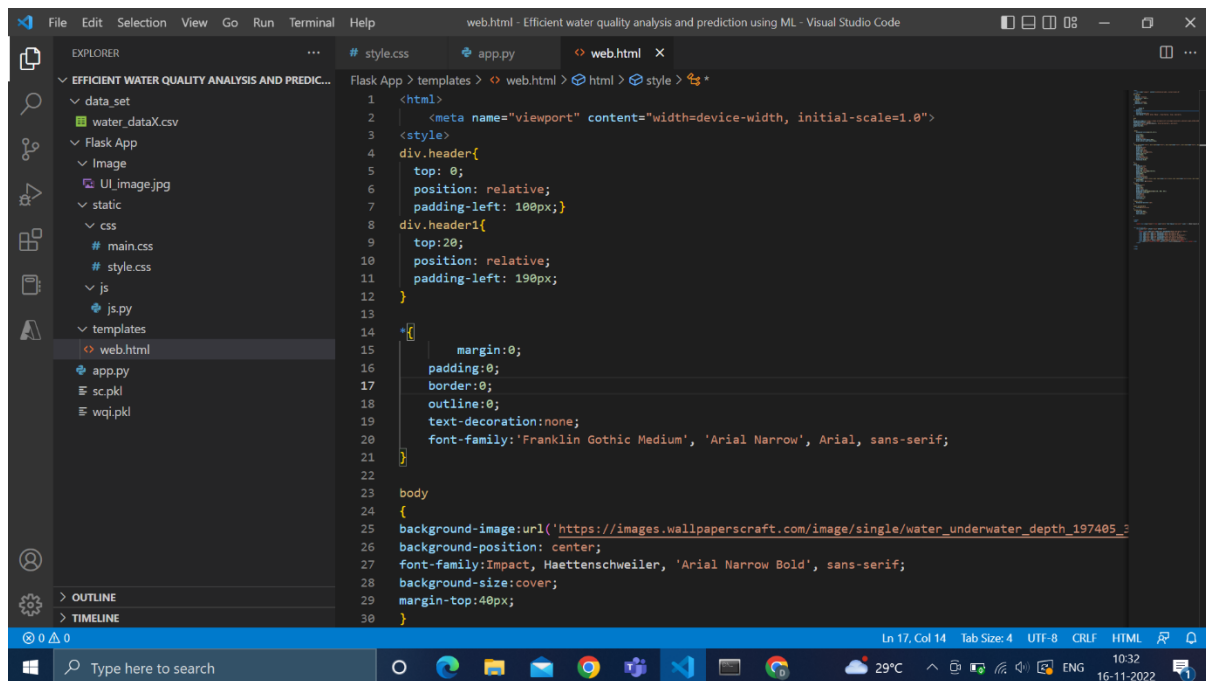 File Edit Selection View Go Run Terminal Help web.html - Efficient water quality analysis and prediction using ML - Visual Studio Code
EXPLORER ···
EFFICIENT WATER QUALITY ANALYSIS AND PREDIC...
data_set
water_dataX.csv
Flask App
Image
UI_image.jpg
static
css
# main.css
# style.css
js
js.py
templates
<> web.html
app.py
sc.pkl
wqi.pkl
OUTLINE
TIMELINE
# style.css app.py <> web.html ×
Flask App > templates > <> web.html > html > style > *
1 <html>
2 <meta name="viewport" content="width=device-width, initial-scale=1.0">
3 <style>
4 div.header{
5 top: 0;
6 position: relative;
7 padding-left: 100px;}
8 div.header1{
9 top:20;
10 position: relative;
11 padding-left: 190px;
12 }
13
14 *{
15 margin:0;
16 padding:0;
17 border:0;
18 outline:0;
19 text-decoration:none;
20 font-family:'Franklin Gothic Medium', 'Arial Narrow', Arial, sans-serif;
21 }
22
23 body
24 {
25 background-image:url('https://images.wallpaperscraft.com/image/single/water_underwater_depth_197405_3
26 background-position: center;
27 font-family:Impact, Haettenschweiler, 'Arial Narrow Bold', sans-serif;
28 background-size:cover;
29 margin-top:40px;
30 }
0 0 Ln 17, Col 14 Tab Size: 4 UTF-8 CRLF HTML
Type here to search 29°C ENG 10:32
16-11-2022 1